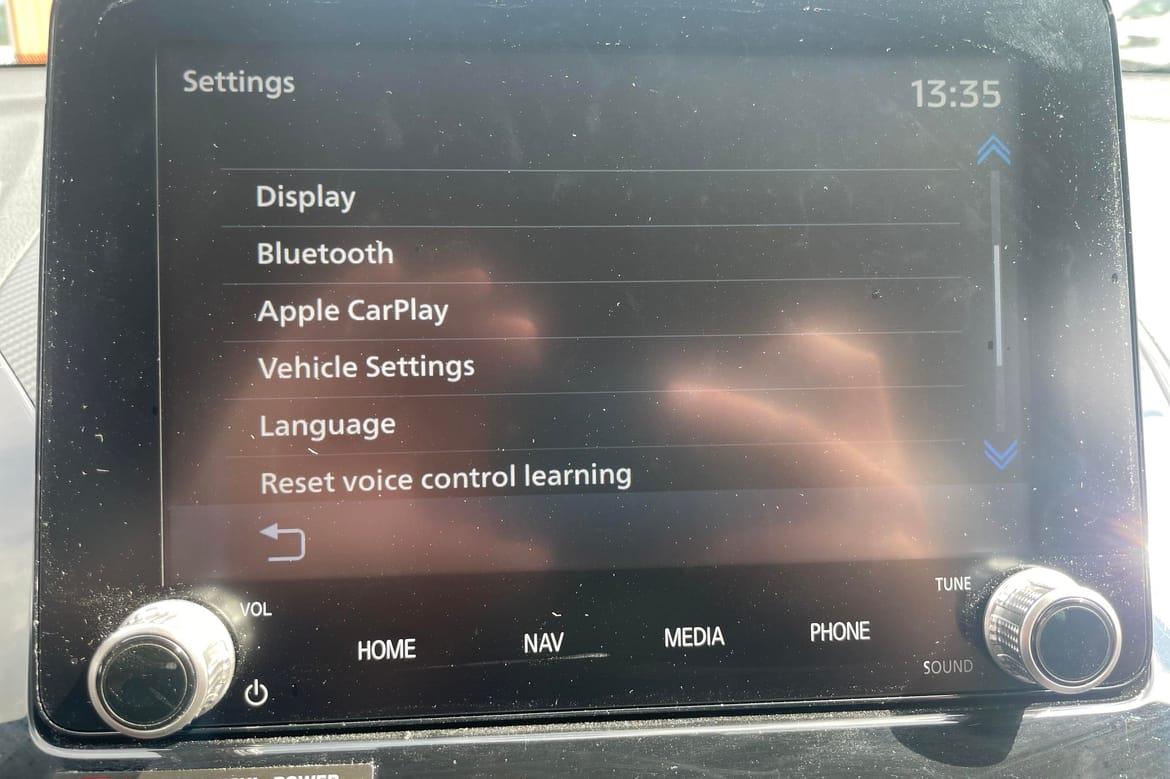 Settings
13:35
Display
Bluetooth
Apple CarPlay
Vehicle Settings
Language
Reset voice control learning
VOL
HOME
NAV
MEDIA
PHONE
TUNE
SOUND
POWER